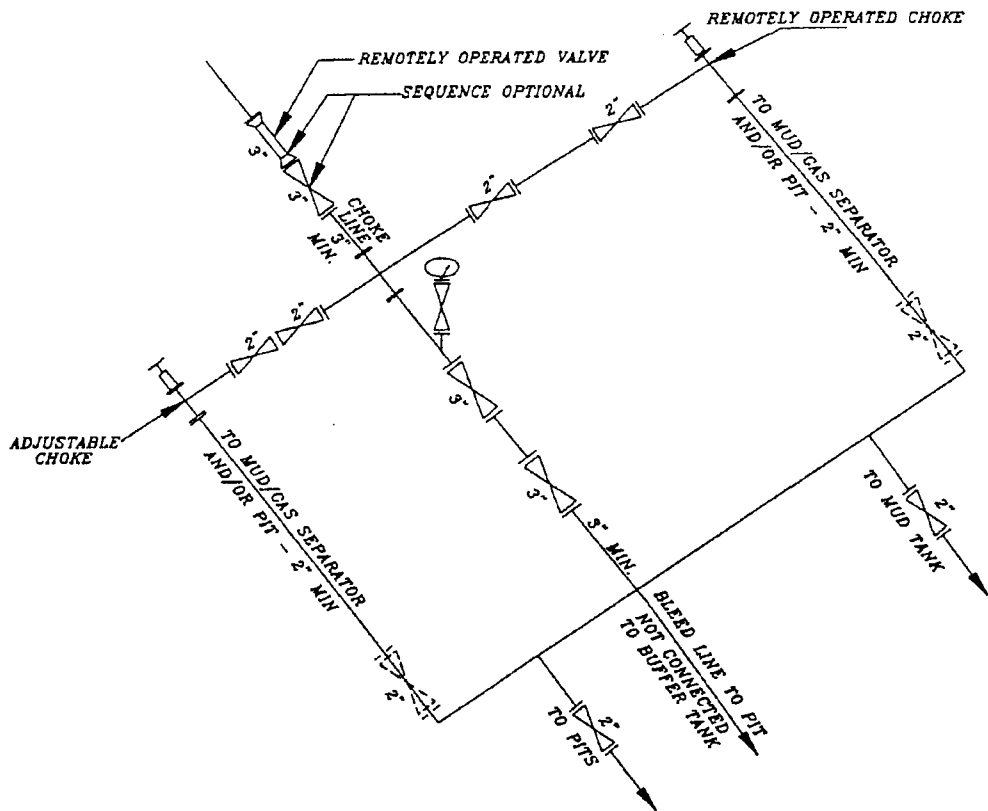 REMOTELY OPERATED CHOKE
REMOTELY OPERATED VALVE
SEQUENCE OPTIONAL
3"
3"
CHOKE
LINE
3"
MIN.
2"
2"
TO MUD/GAS SEPARATOR
AND/OR PIT - 2" MIN
2"
2"
2"
ADJUSTABLE
CHOKE
3"
3"
3" MIN.
TO MUD/GAS SEPARATOR
AND/OR PIT - 2" MIN
2"
2"
TO MUD TANK
BLEED LINE TO PIT
NOT CONNECTED
TO BUFFER TANK
2"
TO PITS